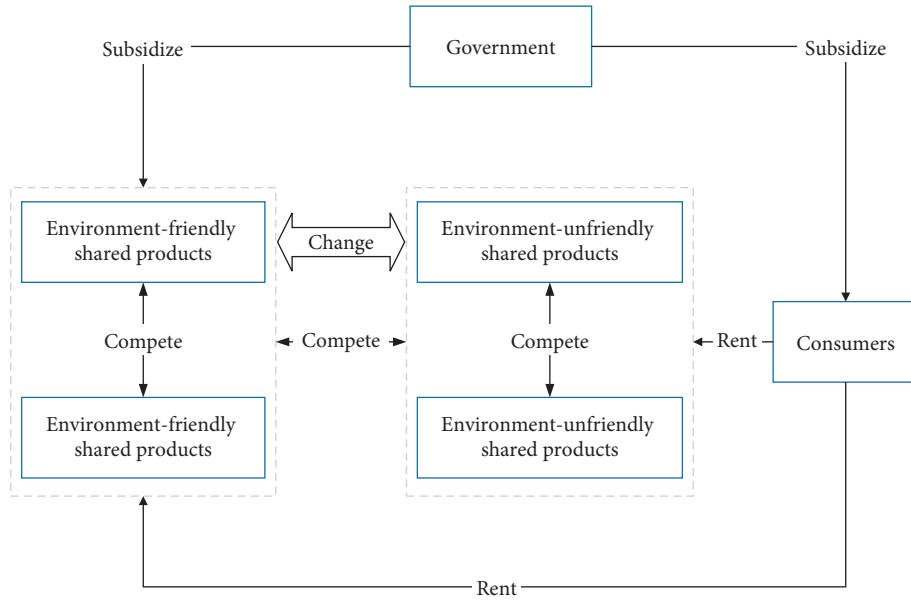 Government
Subsidize
Subsidize
Environment-friendly
shared products
Change
Environment-unfriendly
shared products
Compete
Compete
Compete
Rent
Consumers
Environment-friendly
shared products
Environment-unfriendly
shared products
Rent